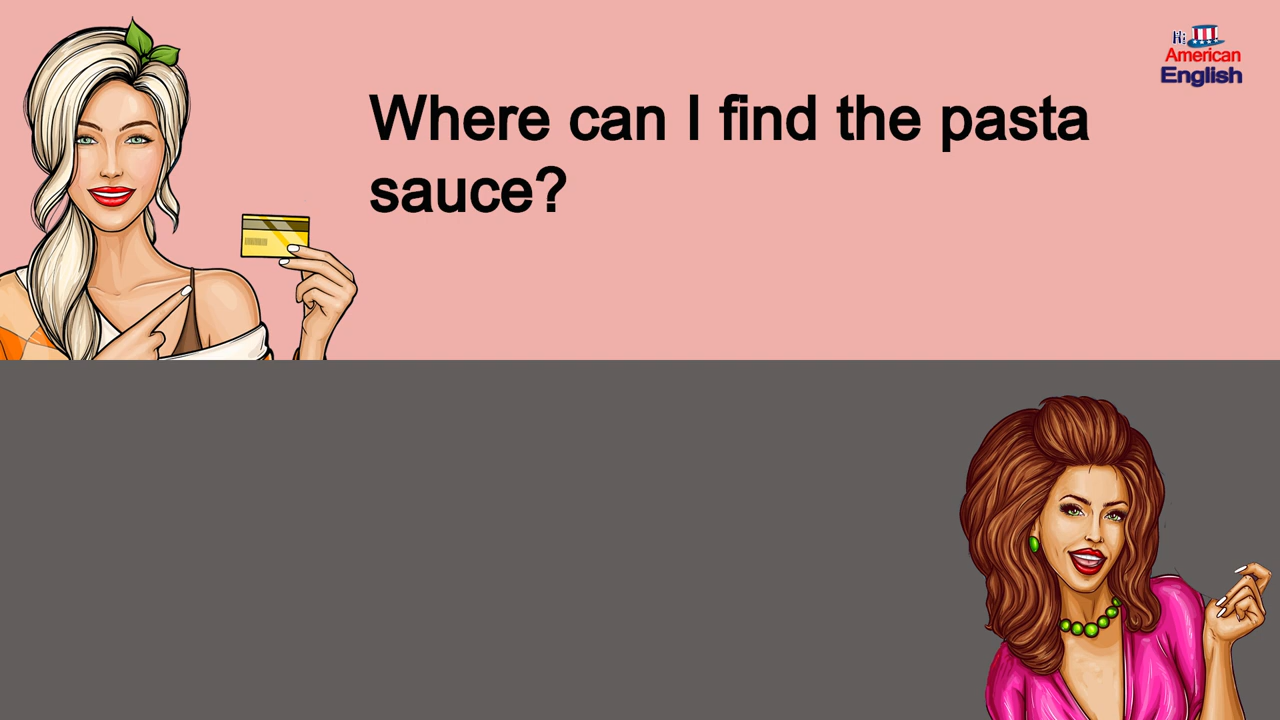 Hi
American
English
Where can I find the pasta
sauce?